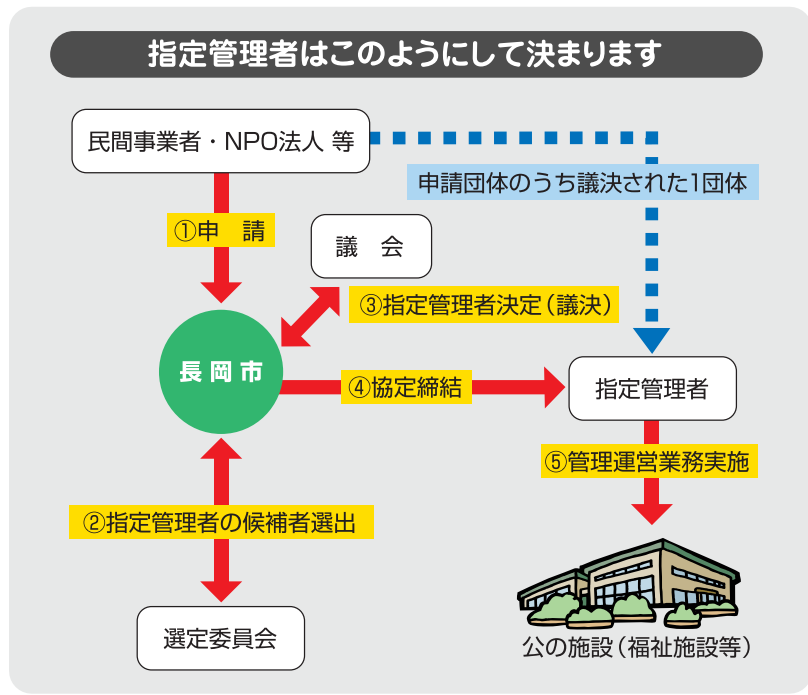 指定管理者はこのようにして決まります
民間事業者・NPO法人 等
申請団体のうち議決された1団体
①申　請
議　会
③指定管理者決定（議決）
長岡市
④協定締結
指定管理者
⑤管理運営業務実施
②指定管理者の候補者選出
選定委員会
公の施設（福祉施設等）